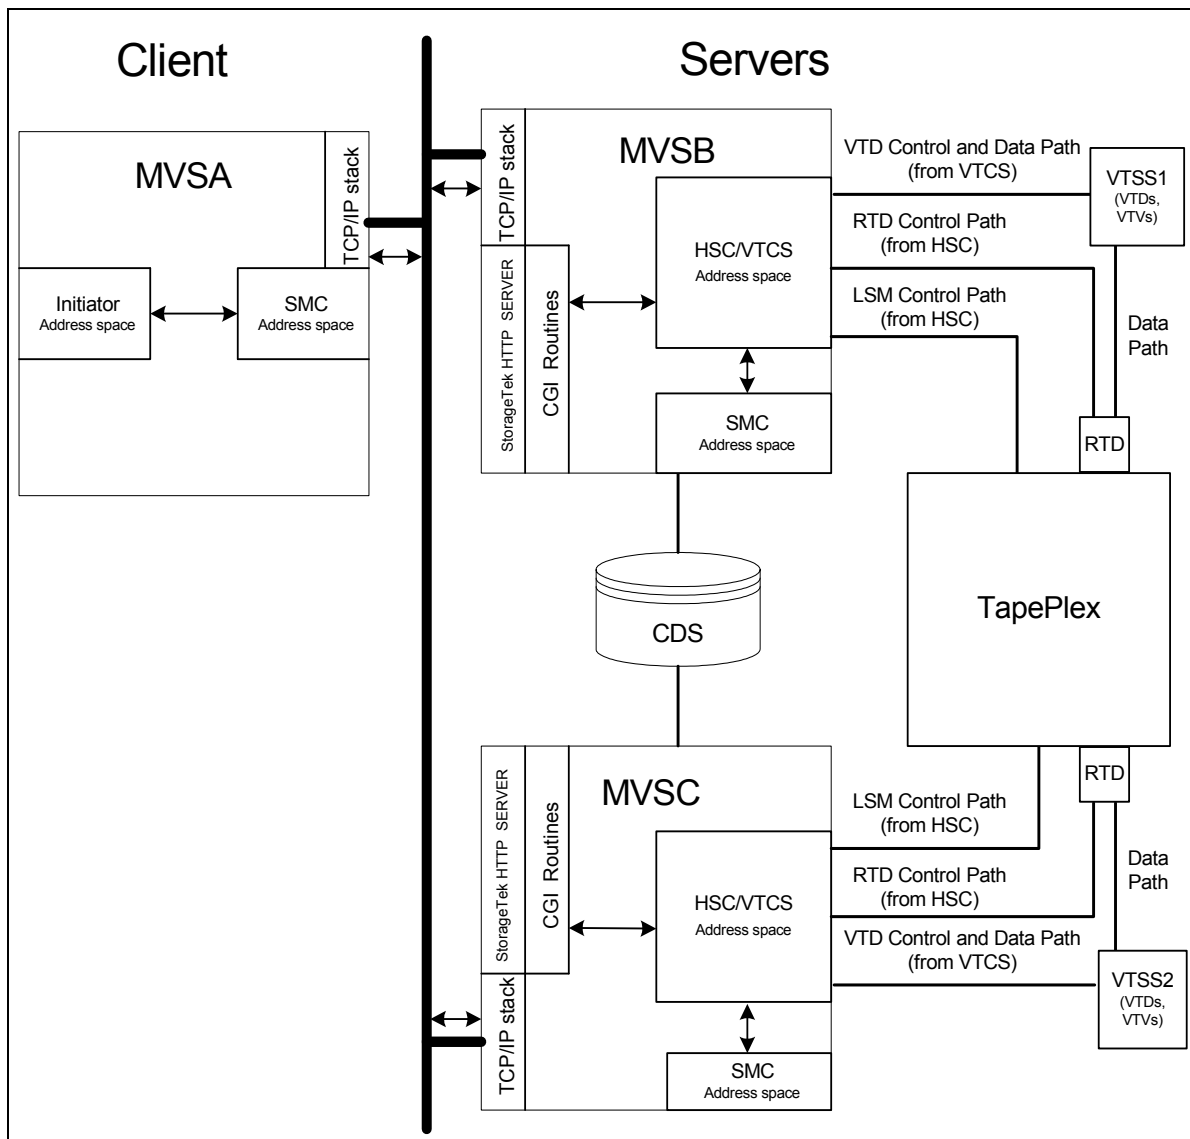 Client
Servers
MVSA
TCP/IP stack
Initiator
Address space
SMC
Address space
TCP/IP stack
StorageTek HTTP SERVER
CGI Routines
MVSB
HSC/VTCS
Address space
SMC
Address space
VTD Control and Data Path
(from VTCS)
RTD Control Path
(from HSC)
LSM Control Path
(from HSC)
VTSS1
(VTDs,
VTVs)
Data
Path
RTD
TapePlex
CDS
StorageTek HTTP SERVER
CGI Routines
TCP/IP stack
MVSC
HSC/VTCS
Address space
SMC
Address space
RTD
LSM Control Path
(from HSC)
RTD Control Path
(from HSC)
VTD Control and Data Path
(from VTCS)
Data
Path
VTSS2
(VTDs,
VTVs)